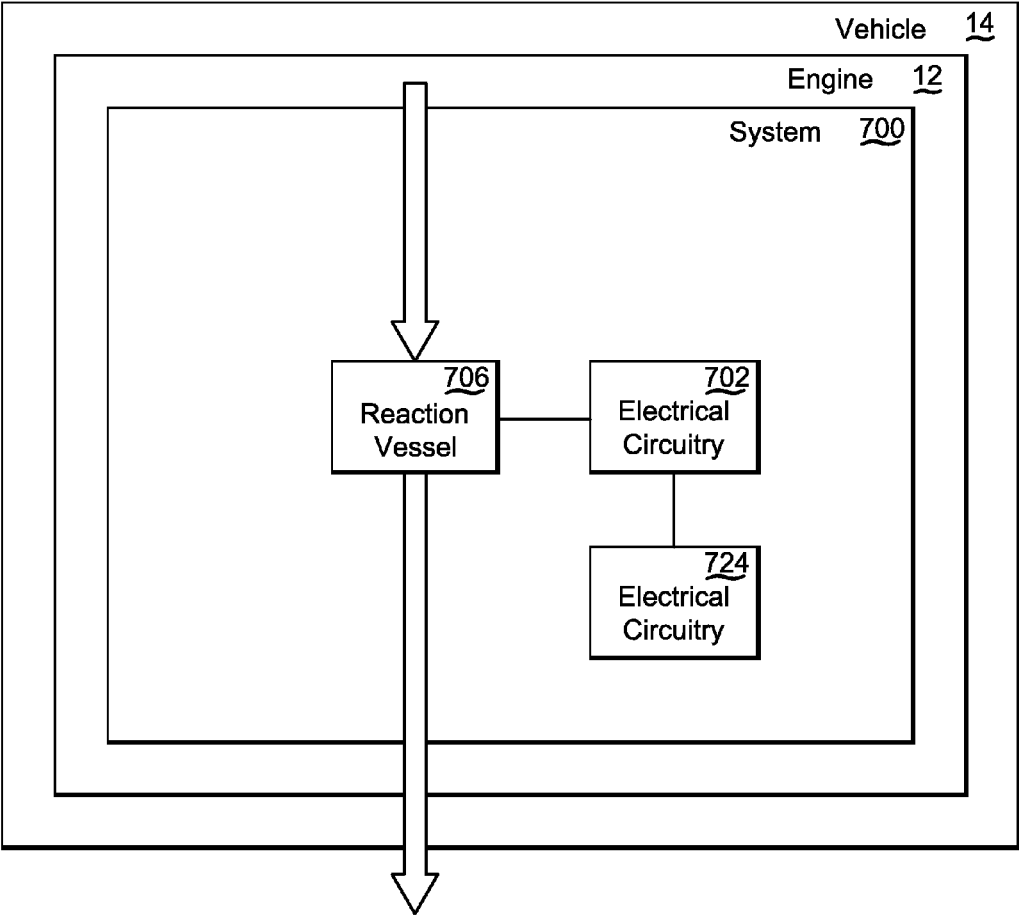 Vehicle 14
Engine 12
System 700
706
Reaction
Vessel
702
Electrical
Circuitry
724
Electrical
Circuitry